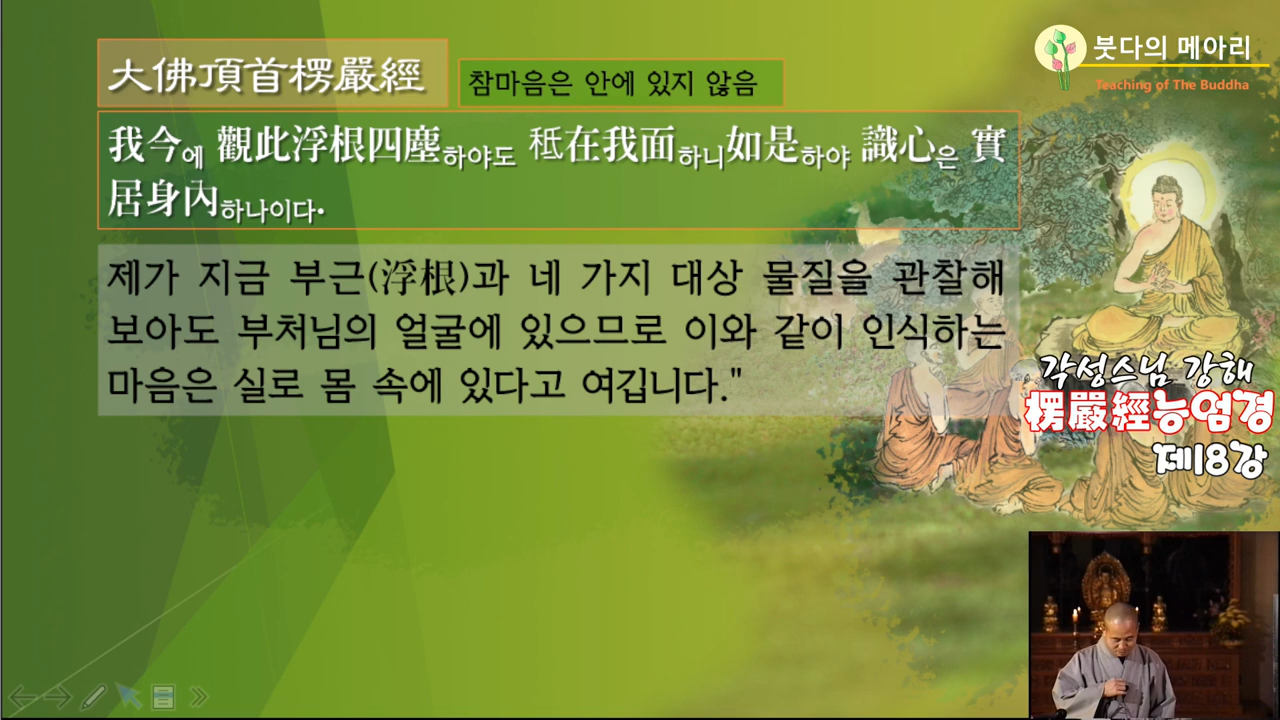 大佛頂首楞嚴經
참마음은 안에 있지 않음
붓다의 메아리
Teaching of The Buddha
我今에 觀此浮根四塵하야도 秪在我面하니如是하야 識心은 實
居身內하나이다.
제가 지금 부근(浮根)과 네 가지 대상 물질을 관찰해
보아도 부처님의 얼굴에 있으므로 이와 같이 인식하는
마음은 실로 몸 속에 있다고 여깁니다."
각성스님 강해
楞嚴經능엄경
제18강